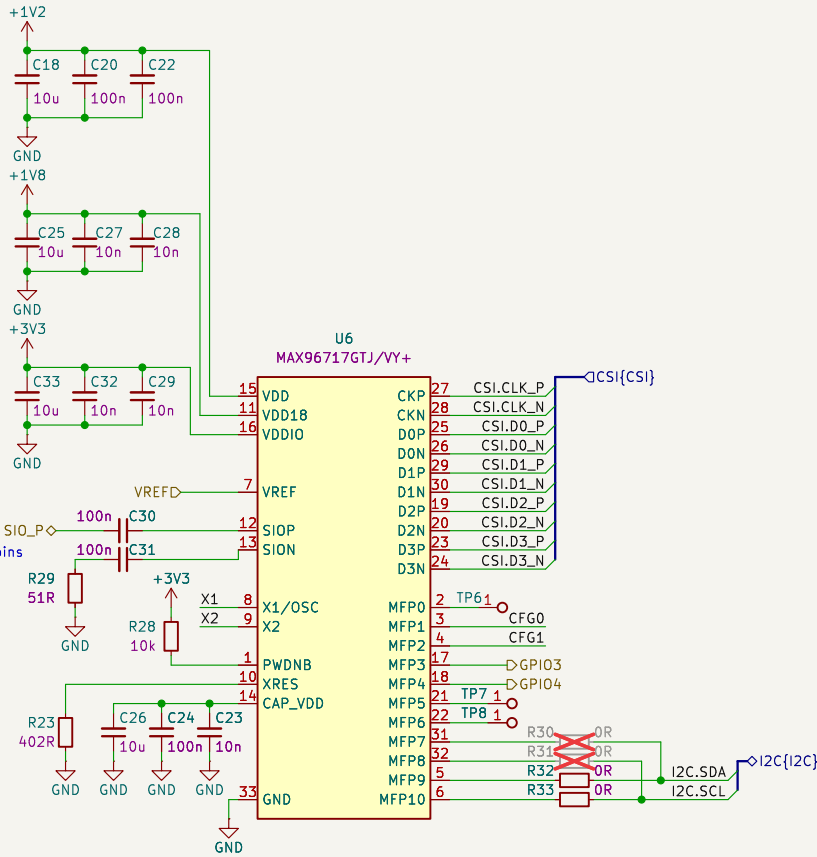 +1V2
C18 C20 C22
10u 100n 100n
GND
+1V8
C25 C27 C28
10u 10n 10n
GND
+3V3
C33 C32 C29
10u 10n 10n
GND
U6
MAX96717GTJ/VY+
15 VDD CKP 27 CSI.CLK_P CSI{CSI}
11 VDD18 CKN 28 CSI.CLK_N
16 VDDIO D0P 25 CSI.D0_P
D0N 26 CSI.D0_N
D1P 29 CSI.D1_P
VREF 7 VREF D1N 30 CSI.D1_N
D2P 19 CSI.D2_P
SIO_P 100n C30 12 SIOP D2N 20 CSI.D2_N
100n C31 13 SION D3P 23 CSI.D3_P
D3N 24 CSI.D3_N
R29
51R
GND
+3V3
R28
10k
X1 8 X1/OSC MFP0 2 TP6 1
X2 9 X2 MFP1 3 CFG0
MFP2 4 CFG1
1 PWDNB MFP3 17 GPIO3
10 XRES MFP4 18 GPIO4
14 CAP_VDD MFP5 21 TP7 1
MFP6 22 TP8 1
R23
402R
GND
C26 C24 C23
10u 100n 10n
GND GND GND
MFP7 31 R30 0R
MFP8 32 R31 0R
MFP9 5 R32 0R I2C.SDA I2C{I2C}
33 GND MFP10 6 R33 0R I2C.SCL
GND